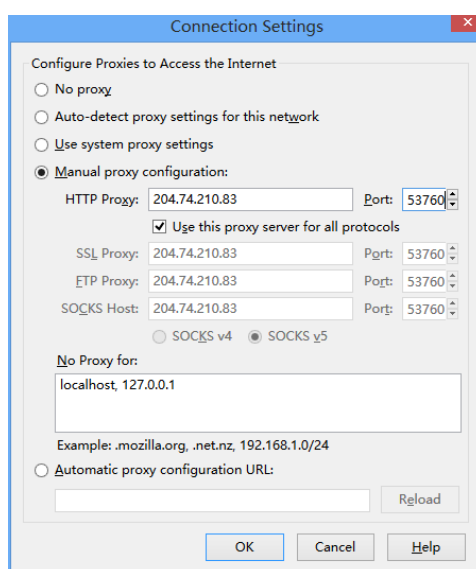 Connection Settings
Configure Proxies to Access the Internet
No proxy
Auto-detect proxy settings for this network
Use system proxy settings
Manual proxy configuration:
HTTP Proxy: 204.74.210.83 Port: 53760
Use this proxy server for all protocols
SSL Proxy: 204.74.210.83 Port: 53760
FTP Proxy: 204.74.210.83 Port: 53760
SOCKS Host: 204.74.210.83 Port: 53760
SOCKS v4 SOCKS v5
No Proxy for:
localhost, 127.0.0.1
Example: .mozilla.org, .net.nz, 192.168.1.0/24
Automatic proxy configuration URL:
Reload
OK Cancel Help